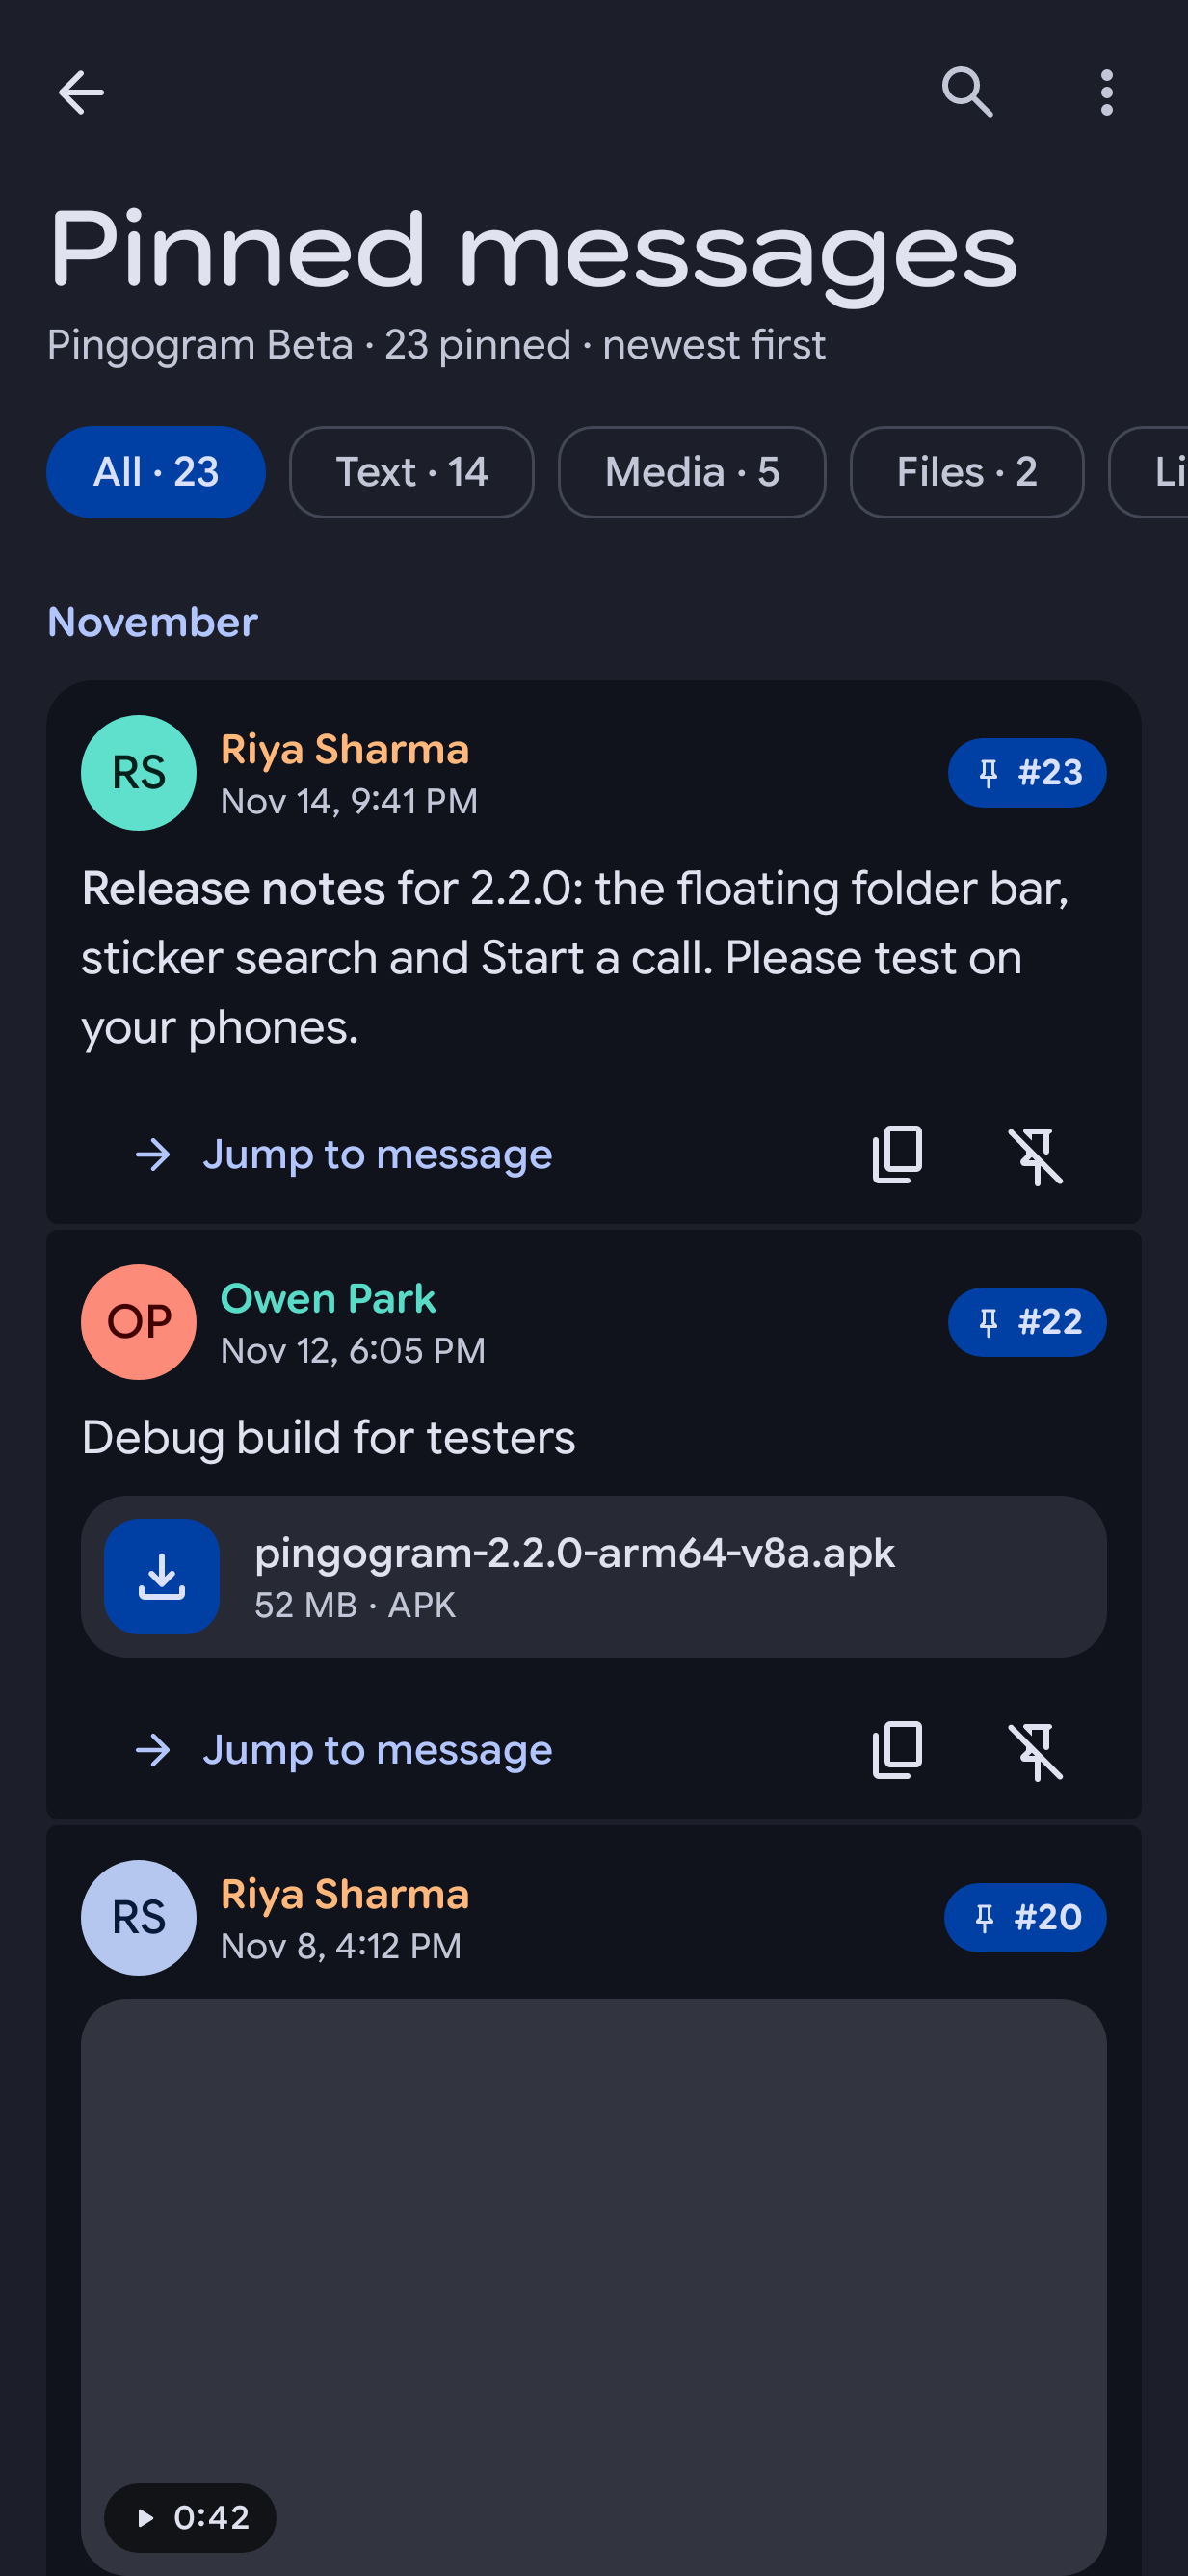 Pinned messages
Pingogram Beta · 23 pinned · newest first
All · 23
Text · 14
Media · 5
Files · 2
November
RS
Riya Sharma
Nov 14, 9:41 PM
#23
Release notes for 2.2.0: the floating folder bar,
sticker search and Start a call. Please test on
your phones.
Jump to message
OP
Owen Park
Nov 12, 6:05 PM
#22
Debug build for testers
pingogram-2.2.0-arm64-v8a.apk
52 MB · APK
Jump to message
RS
Riya Sharma
Nov 8, 4:12 PM
#20
0:42